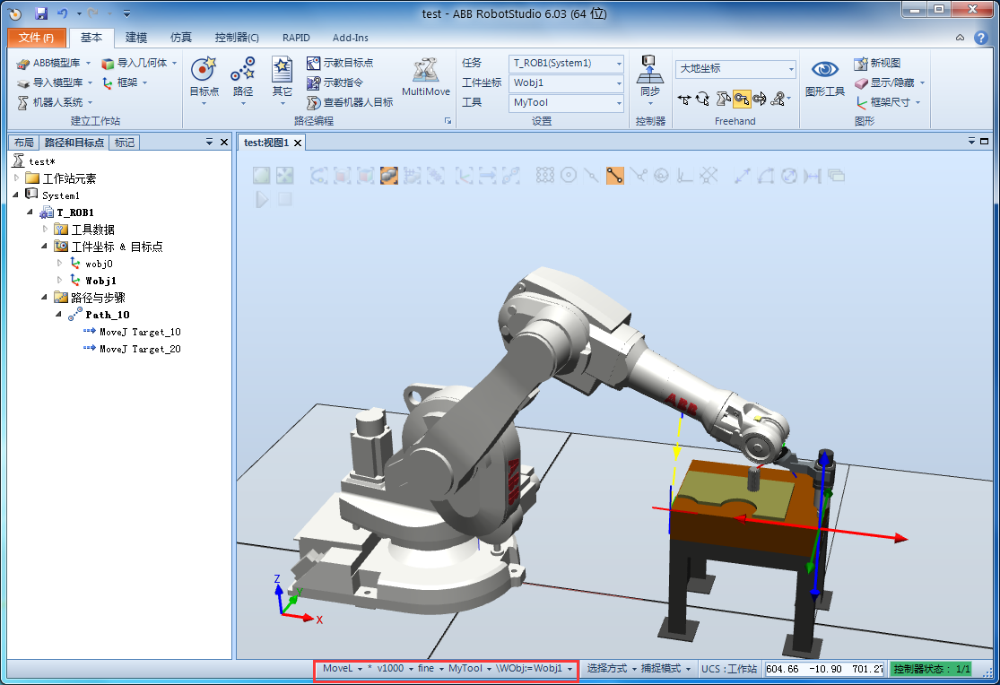 test - ABB RobotStudio 6.03 (64 位)
文件(F) 基本 建模 仿真 控制器(C) RAPID Add-Ins
ABB模型库 导入几何体
导入模型库 框架
机器人系统
建立工作站
目标点 路径 其它
示教目标点
示教指令
查看机器人目标
MultiMove
路径编程
任务 T_ROB1(System1)
工件坐标 Wobj1
工具 MyTool
设置
同步
控制器
大地坐标
Freehand
图形工具
新视图
显示/隐藏
框架尺寸
图形
布局 路径和目标点 标记
test:视图1
test*
工作站元素
System1
T_ROB1
工具数据
工件坐标 & 目标点
wobj0
Wobj1
路径与步骤
Path_10
MoveJ Target_10
MoveJ Target_20
ABB
ABB
Z
Y
X
MoveL * v1000 fine MyTool \WObj:=Wobj1 选择方式 捕捉模式 UCS : 工作站 604.66 -10.90 701.27 控制器状态: 1/1